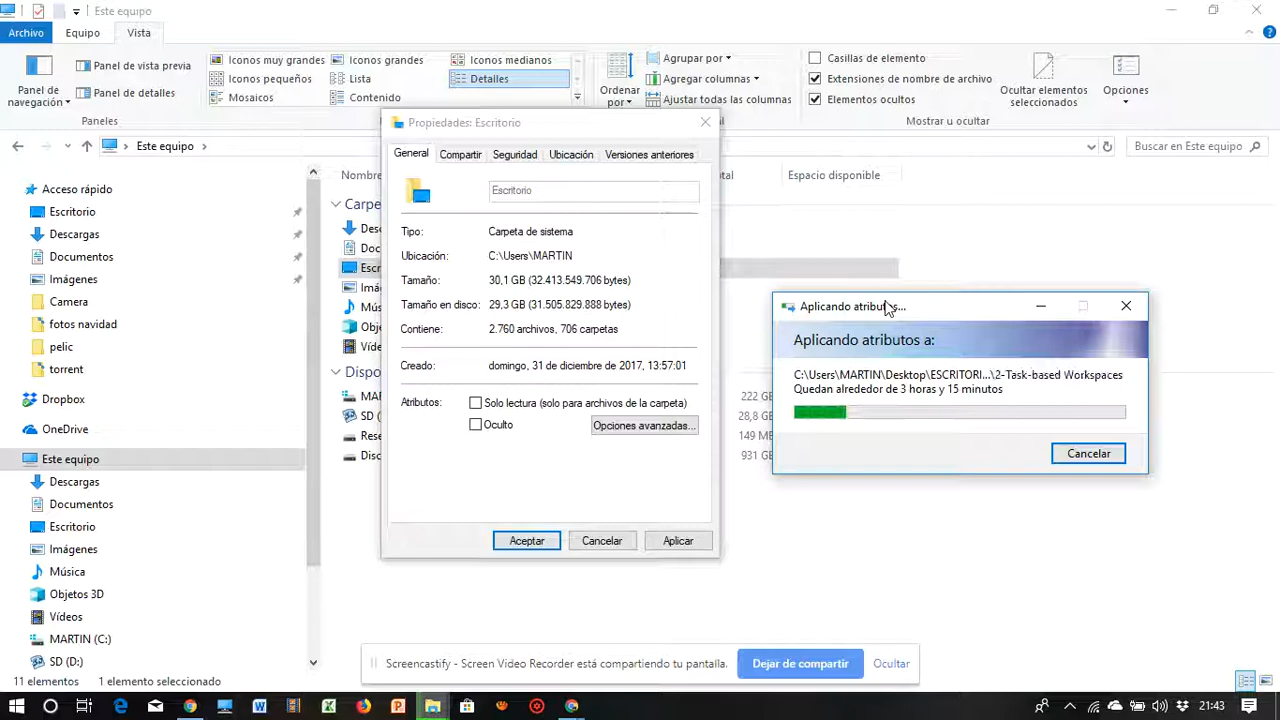 Este equipo
Archivo Equipo Vista
Panel de navegación
Panel de vista previa
Panel de detalles
Paneles
Iconos muy grandes Iconos grandes Iconos medianos
Iconos pequeños Lista Detalles
Mosaicos Contenido
Ordenar por
Agrupar por
Agregar columnas
Ajustar todas las columnas
Casillas de elemento
Extensiones de nombre de archivo
Elementos ocultos
Ocultar elementos seleccionados
Opciones
Mostrar u ocultar
Este equipo
Buscar en Este equipo
Acceso rápido
Escritorio
Descargas
Documentos
Imágenes
Camera
fotos navidad
pelic
torrent
Dropbox
OneDrive
Este equipo
Descargas
Documentos
Escritorio
Imágenes
Música
Objetos 3D
Vídeos
MARTIN (C:)
SD (D:)
Espacio disponible
222 GB
28,8 GB
149 MB
931 GB
Propiedades: Escritorio
General Compartir Seguridad Ubicación Versiones anteriores
Escritorio
Tipo: Carpeta de sistema
Ubicación: C:\Users\MARTIN
Tamaño: 30,1 GB (32.413.549.706 bytes)
Tamaño en disco: 29,3 GB (31.505.829.888 bytes)
Contiene: 2.760 archivos, 706 carpetas
Creado: domingo, 31 de diciembre de 2017, 13:57:01
Atributos: Solo lectura (solo para archivos de la carpeta)
Oculto Opciones avanzadas...
Aceptar Cancelar Aplicar
Aplicando atributos...
Aplicando atributos a:
C:\Users\MARTIN\Desktop\ESCRITORI...\2-Task-based Workspaces
Quedan alrededor de 3 horas y 15 minutos
Cancelar
Screencastify - Screen Video Recorder está compartiendo tu pantalla. Dejar de compartir Ocultar
11 elementos 1 elemento seleccionado
21:43